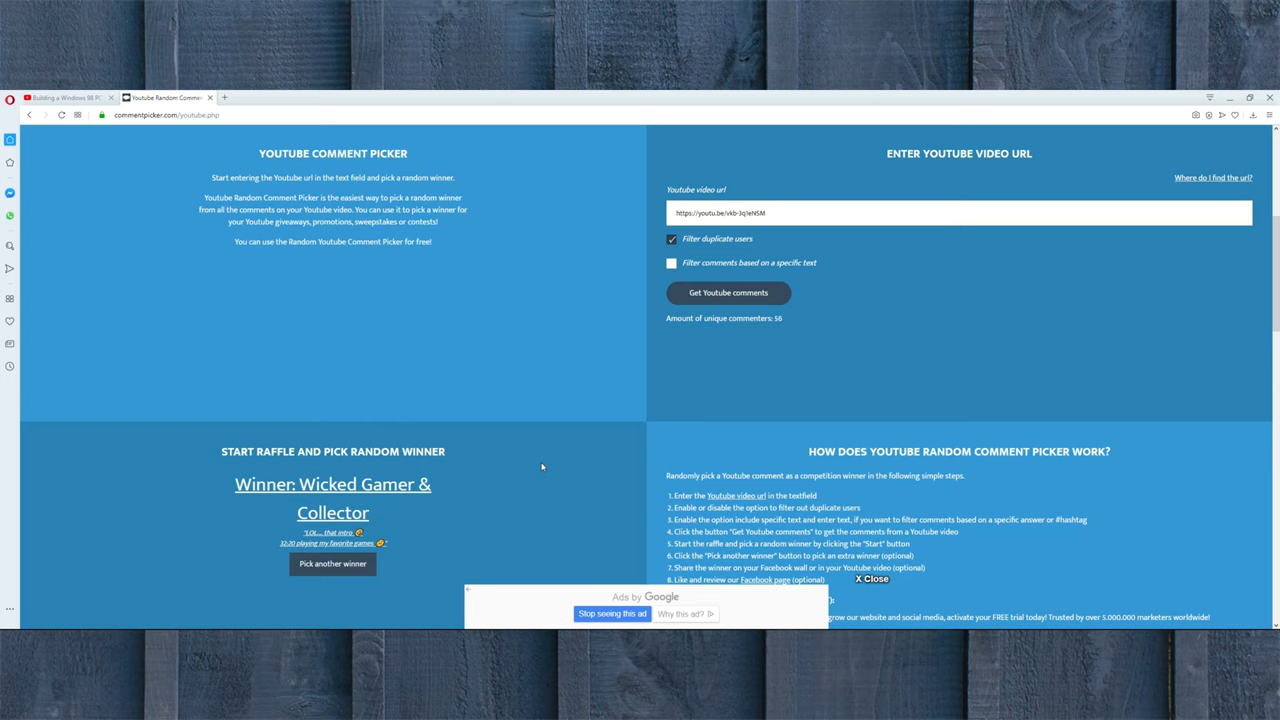 Building a Windows 98 PC
Youtube Random Comme
commentpicker.com/youtube.php
YOUTUBE COMMENT PICKER
Start entering the Youtube url in the text field and pick a random winner.
Youtube Random Comment Picker is the easiest way to pick a random winner
from all the comments on your Youtube video. You can use it to pick a winner for
your Youtube giveaways, promotions, sweepstakes or contests!
You can use the Random Youtube Comment Picker for free!
ENTER YOUTUBE VIDEO URL
Where do I find the url?
Youtube video url
https://youtu.be/vkb-3q1eNSM
Filter duplicate users
Filter comments based on a specific text
Get Youtube comments
Amount of unique commenters: 56
START RAFFLE AND PICK RANDOM WINNER
Winner: Wicked Gamer &
Collector
"LOL.... that intro 🤣
32:20 playing my favorite games 🤗"
Pick another winner
HOW DOES YOUTUBE RANDOM COMMENT PICKER WORK?
Randomly pick a Youtube comment as a competition winner in the following simple steps.
1. Enter the Youtube video url in the textfield
2. Enable or disable the option to filter out duplicate users
3. Enable the option include specific text and enter text, if you want to filter comments based on a specific answer or #hashtag
4. Click the button "Get Youtube comments" to get the comments from a Youtube video
5. Start the raffle and pick a random winner by clicking the "Start" button
6. Click the "Pick another winner" button to pick an extra winner (optional)
7. Share the winner on your Facebook wall or in your Youtube video (optional)
8. Like and review our Facebook page (optional)
X Close
):
grow our website and social media, activate your FREE trial today! Trusted by over 5.000.000 marketers worldwide!
Ads by Google
Stop seeing this ad
Why this ad?